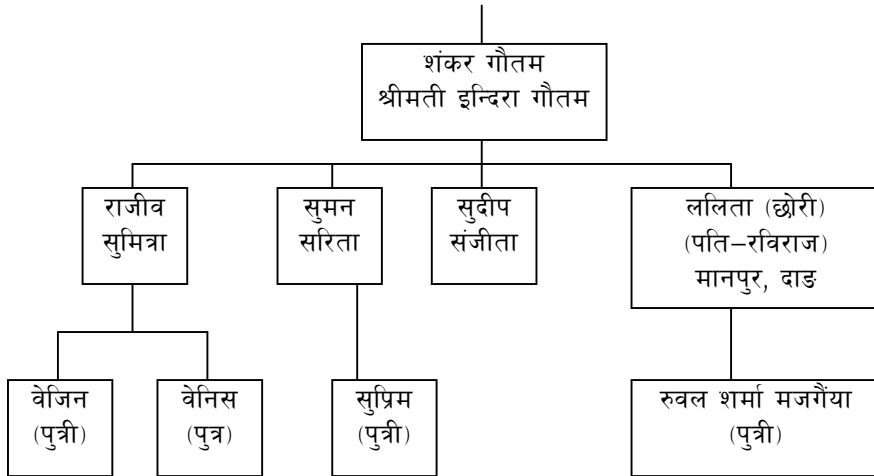 शंकर गौतम
श्रीमती इन्दिरा गौतम
राजीव
सुमित्रा
सुमन
सरिता
सुदीप
संजीता
ललिता (छोरी)
(पति–रविराज)
मानपुर, दाङ
वेजिन
(पुत्री)
वेनिस
(पुत्र)
सुप्रिम
(पुत्री)
रुवल शर्मा मजगैंया
(पुत्री)